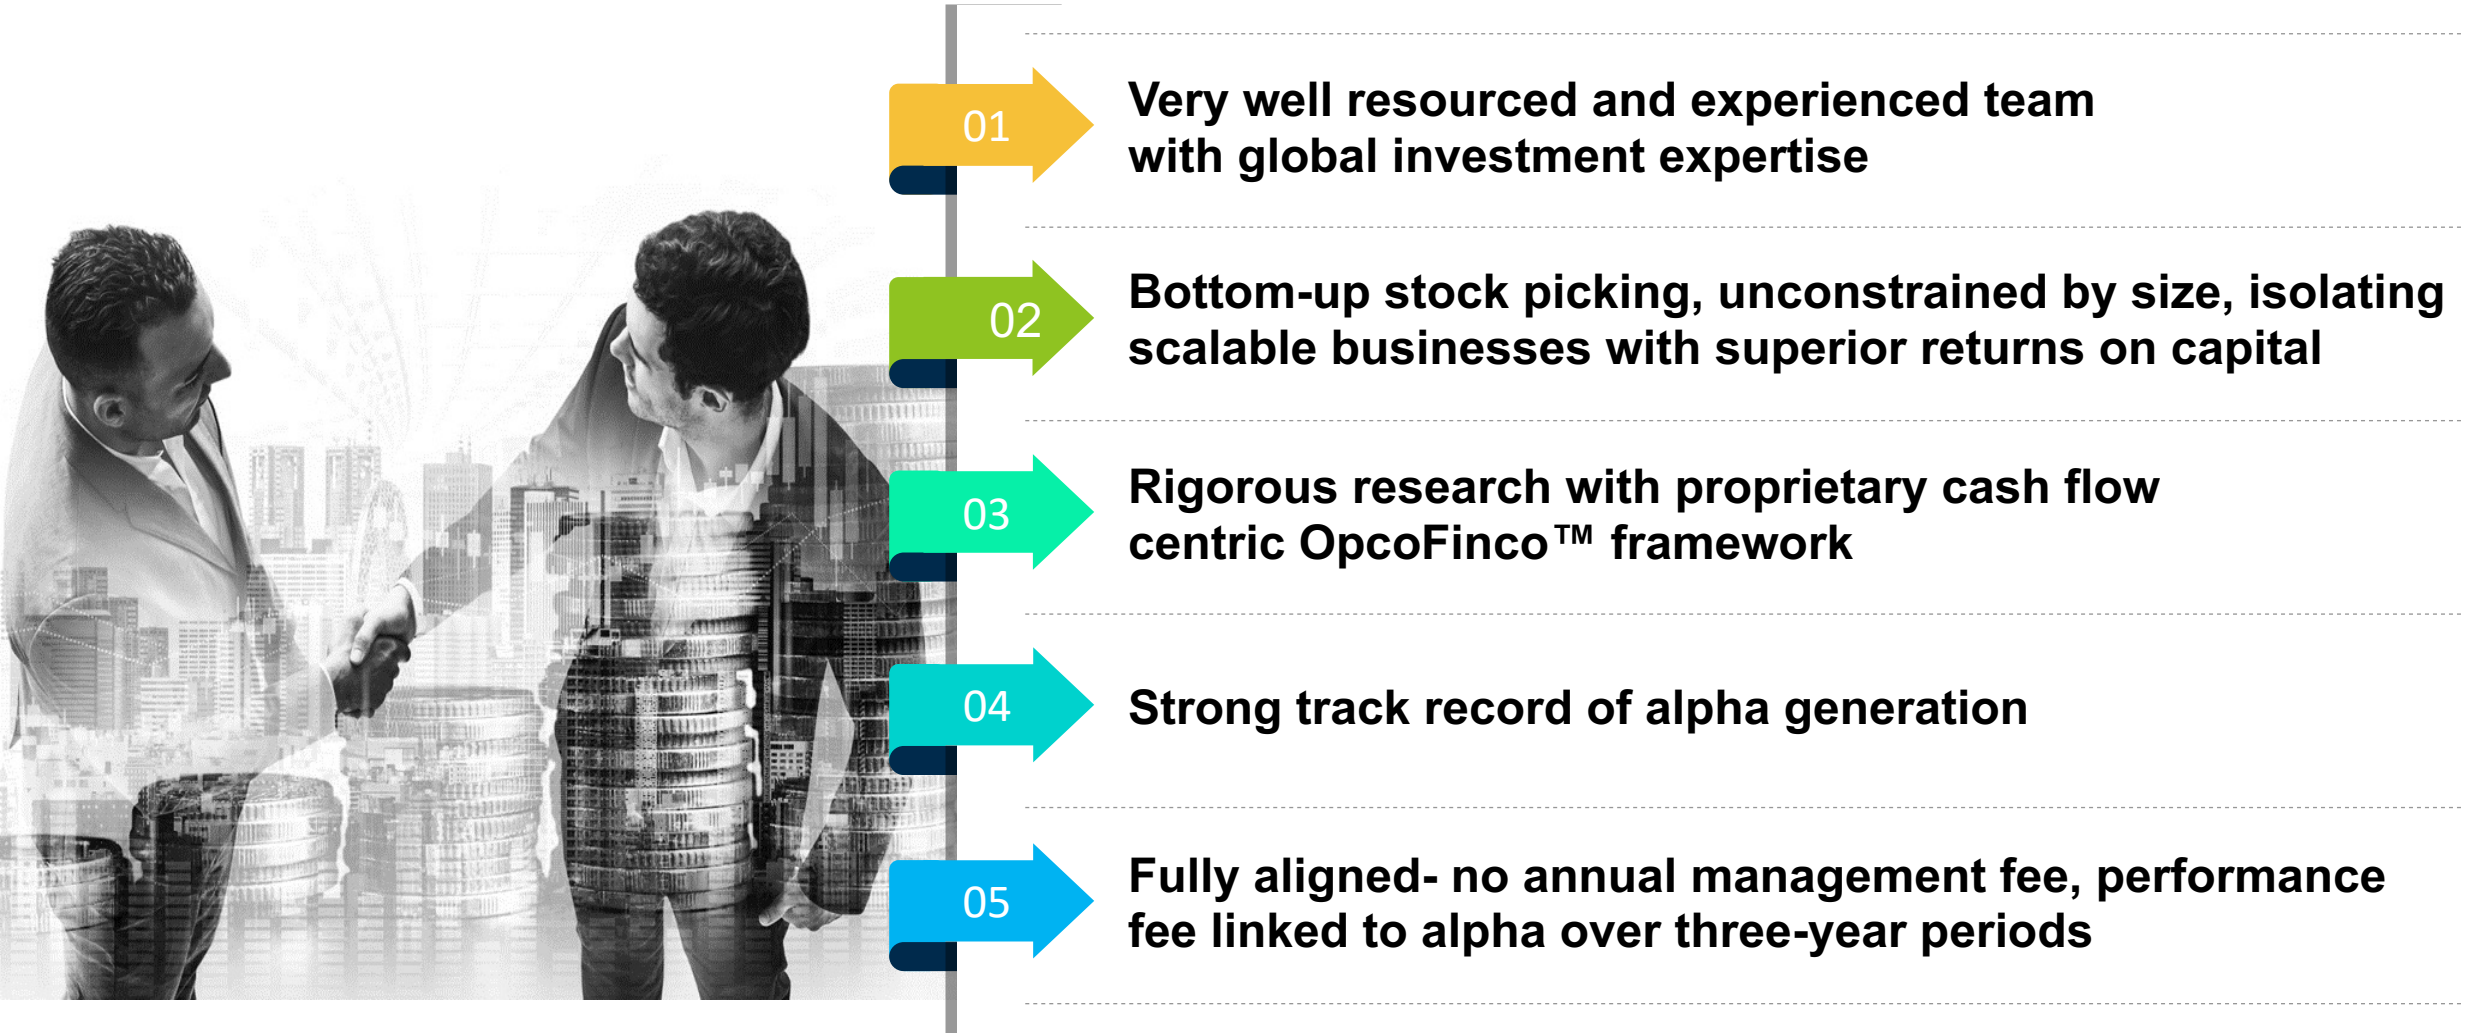 01
Very well resourced and experienced team
with global investment expertise
02
Bottom-up stock picking, unconstrained by size, isolating
scalable businesses with superior returns on capital
03
Rigorous research with proprietary cash flow
centric OpcoFinco™ framework
04
Strong track record of alpha generation
05
Fully aligned- no annual management fee, performance
fee linked to alpha over three-year periods